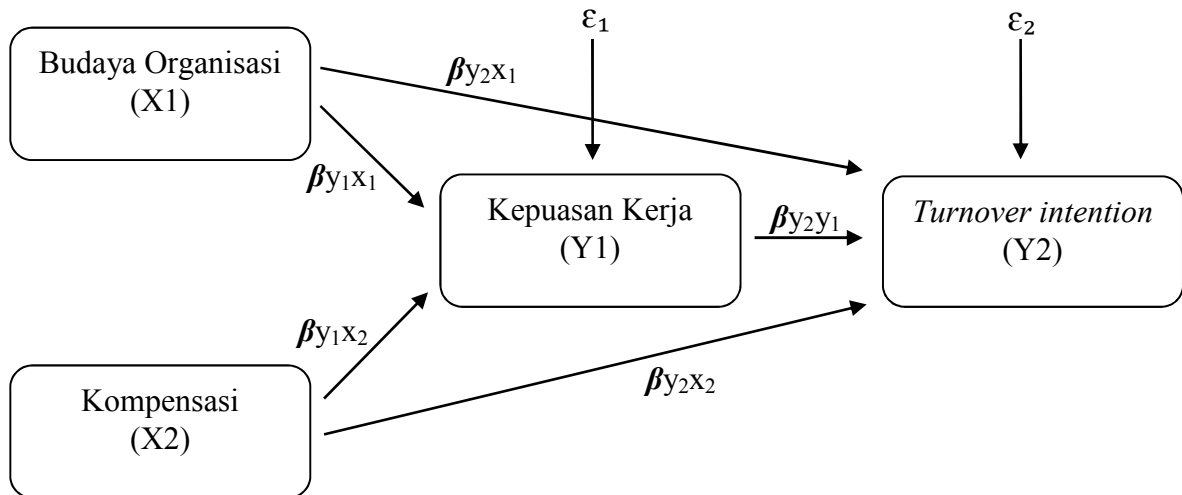 ε₁
ε₂
Budaya Organisasi
(X1)
βy₂x₁
βy₁x₁
Kepuasan Kerja
(Y1)
βy₂y₁
Turnover intention
(Y2)
βy₁x₂
βy₂x₂
Kompensasi
(X2)